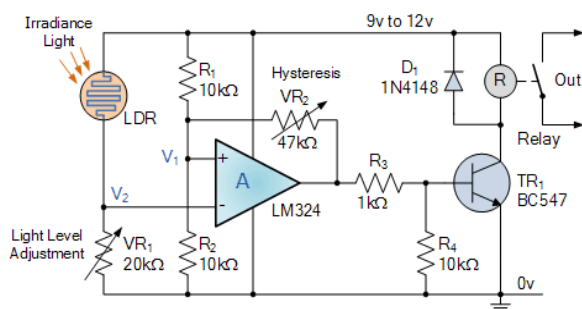 Irradiance
Light
9v to 12v
R1
10kΩ
Hysteresis
VR2
47kΩ
D1
1N4148
R
Out
LDR
Relay
V1
+
A
R3
1kΩ
TR1
BC547
V2
-
LM324
Light Level
Adjustment
VR1
20kΩ
R2
10kΩ
R4
10kΩ
0v